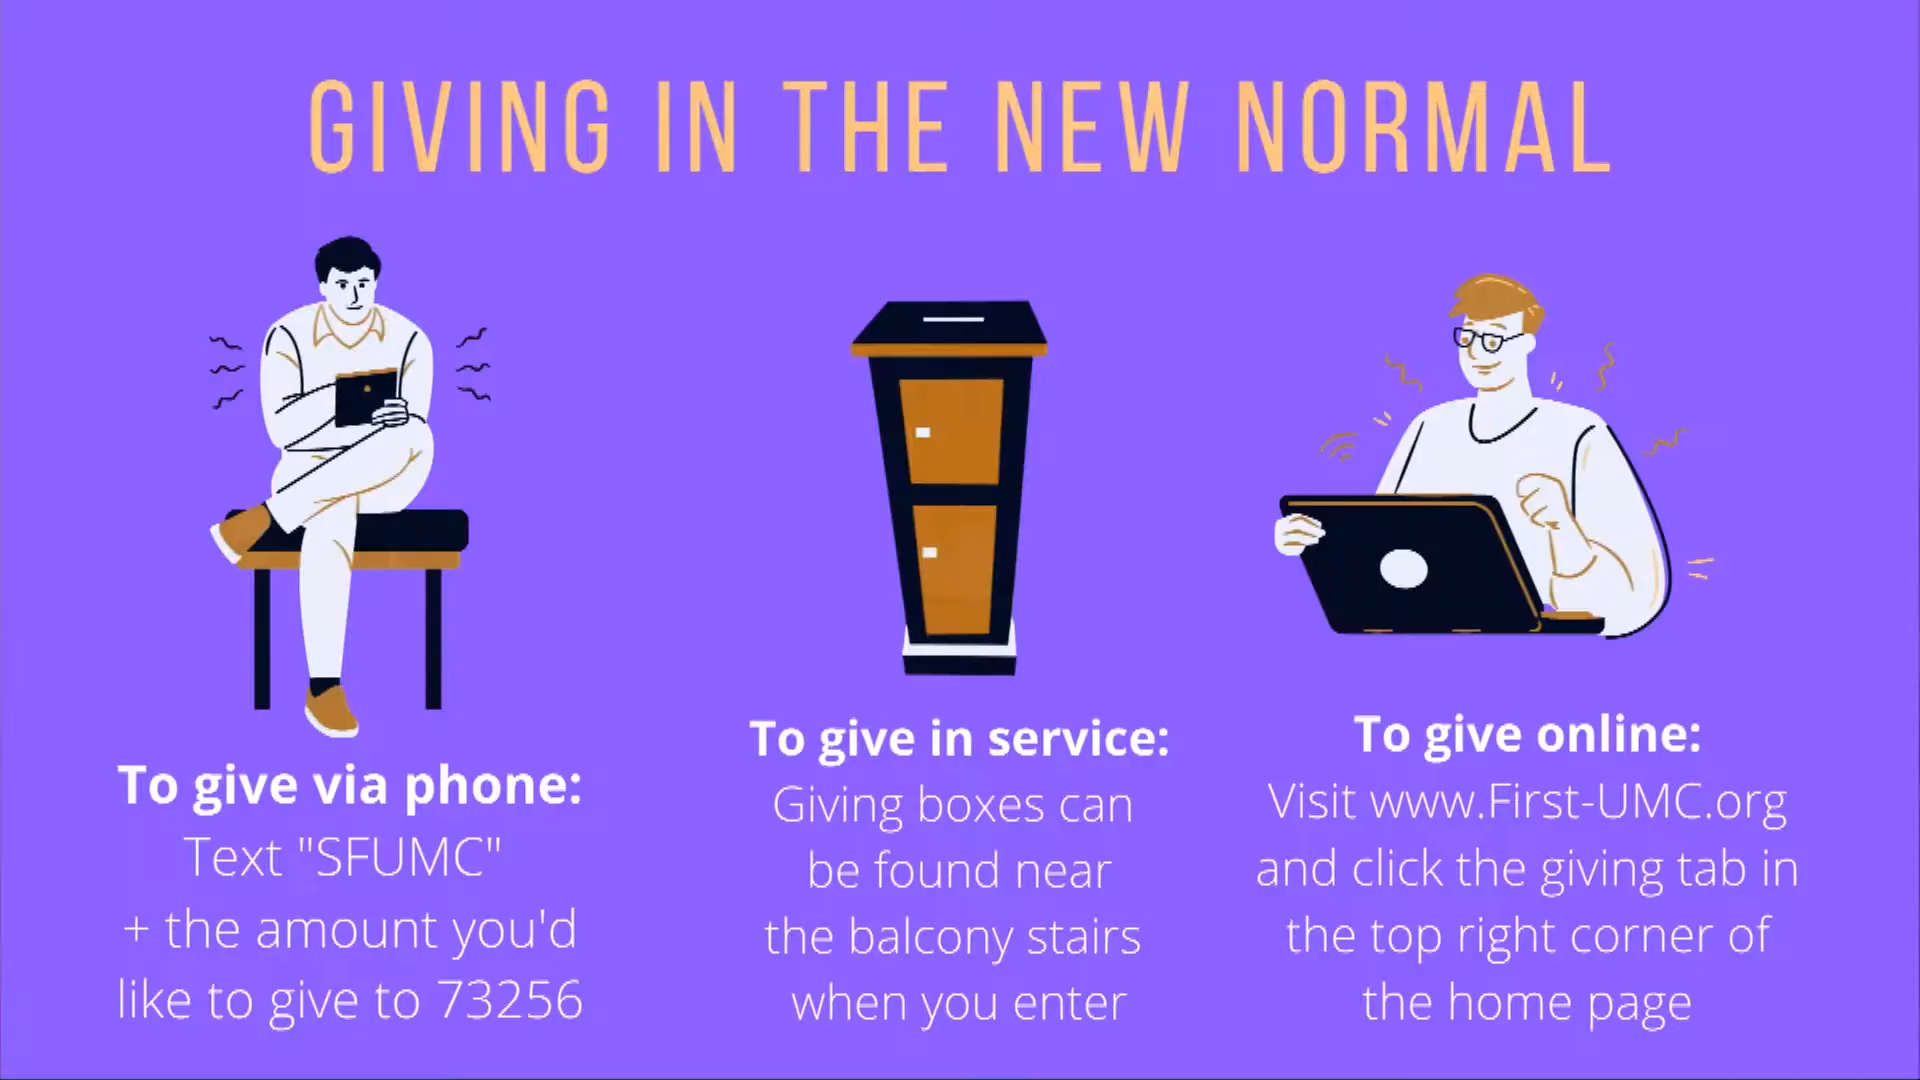 GIVING IN THE NEW NORMAL
To give via phone:
Text "SFUMC"
+ the amount you'd
like to give to 73256
To give in service:
Giving boxes can
be found near
the balcony stairs
when you enter
To give online:
Visit www.First-UMC.org
and click the giving tab in
the top right corner of
the home page